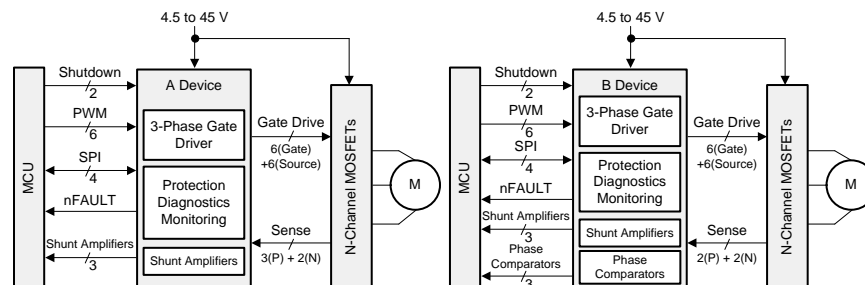 4.5 to 45 V
MCU
Shutdown
2
PWM
6
SPI
4
nFAULT
Shunt Amplifiers
3
A Device
3-Phase Gate
Driver
Protection
Diagnostics
Monitoring
Shunt Amplifiers
Gate Drive
6(Gate)
+6(Source)
Sense
3(P) + 2(N)
N-Channel MOSFETs
M
4.5 to 45 V
MCU
Shutdown
2
PWM
6
SPI
4
nFAULT
Shunt Amplifiers
3
Phase
Comparators
3
B Device
3-Phase Gate
Driver
Protection
Diagnostics
Monitoring
Shunt Amplifiers
Phase
Comparators
Gate Drive
6(Gate)
+6(Source)
Sense
2(P) + 2(N)
N-Channel MOSFETs
M